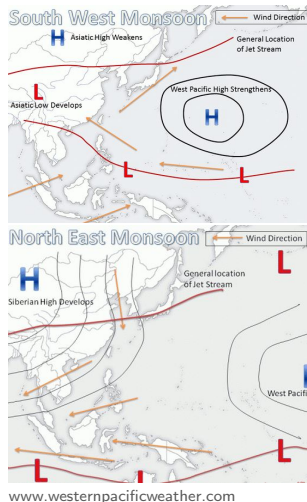 South West Monsoon
Wind Direction
H
Asiatic High Weakens
General Location
of Jet Stream
L
Asiatic Low Develops
West Pacific High Strengthens
H
L
L
North East Monsoon
Wind Direction
L
H
General location
of Jet Stream
Siberian High Develops
H
West Pacifi
L
L
L
www.westernpacificweather.com